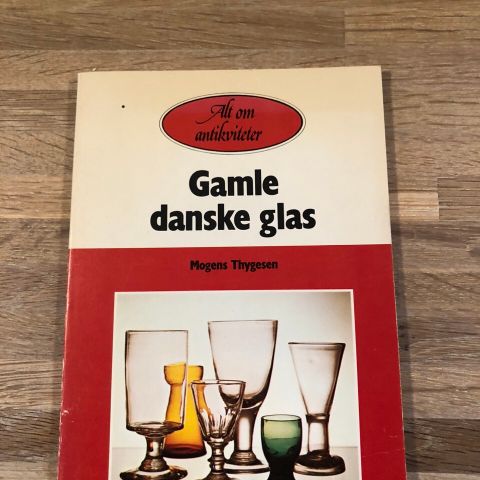 Alt om
antikviteter
Gamle
danske glas
Mogens Thygesen